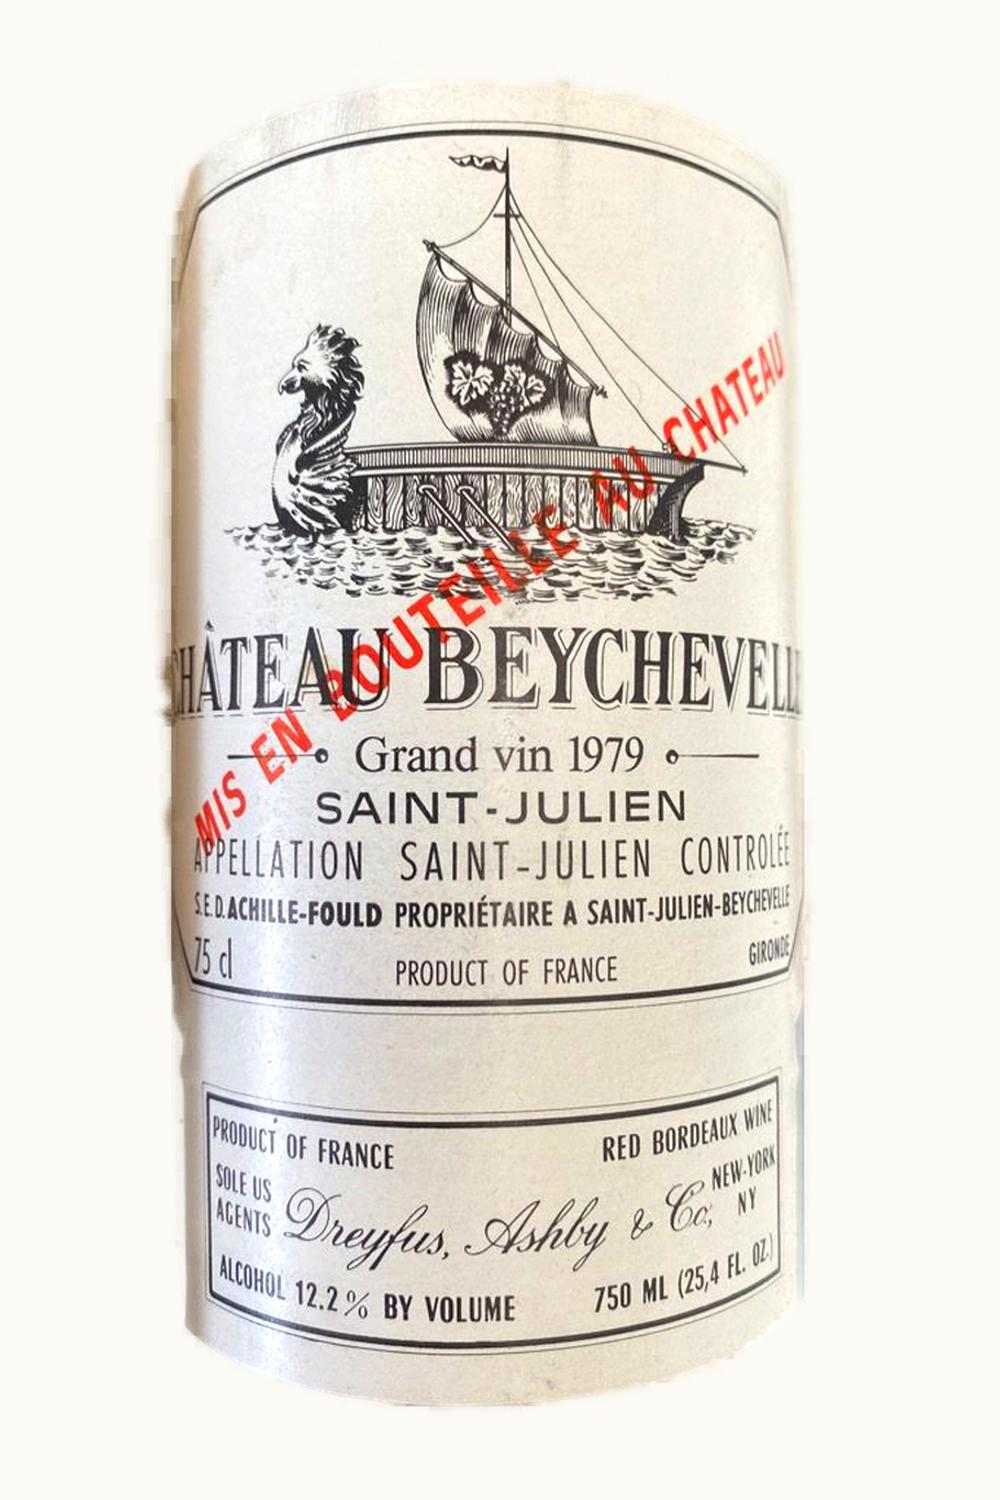 MIS EN BOUTEILLE AU CHATEAU
CHÂTEAU BEYCHEVELLE
Grand vin 1979
SAINT-JULIEN
APPELLATION SAINT-JULIEN CONTROLÉE
S.E.D. ACHILLE-FOULD PROPRIÉTAIRE A SAINT-JULIEN-BEYCHEVELLE
GIRONDE
75 cl
PRODUCT OF FRANCE
PRODUCT OF FRANCE
RED BORDEAUX WINE
SOLE US
AGENTS
Dreyfus, Ashby & Co.,
NEW-YORK
NY
ALCOHOL 12.2% BY VOLUME
750 ML (25,4 FL. OZ.)